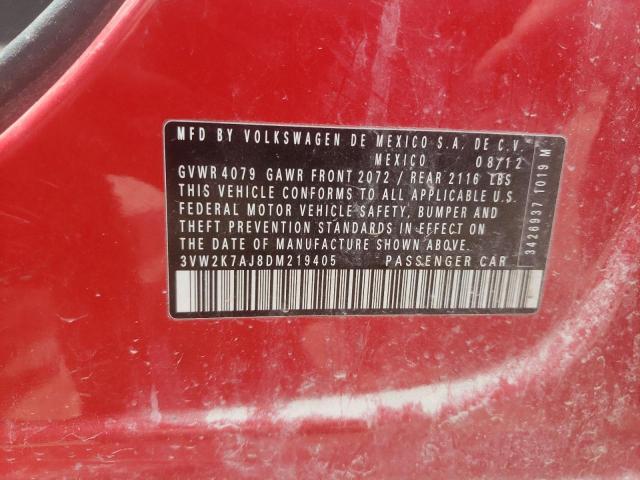 MFD BY VOLKSWAGEN DE MEXICO S.A. DE C.V.
MEXICO 08/12
GVWR 4079 GAWR FRONT 2072 / REAR 2116 LBS
THIS VEHICLE CONFORMS TO ALL APPLICABLE U.S.
FEDERAL MOTOR VEHICLE SAFETY, BUMPER AND
THEFT PREVENTION STANDARDS IN EFFECT ON
THE DATE OF MANUFACTURE SHOWN ABOVE.
3VW2K7AJ8DM219405 PASSENGER CAR
3426937 T019 M